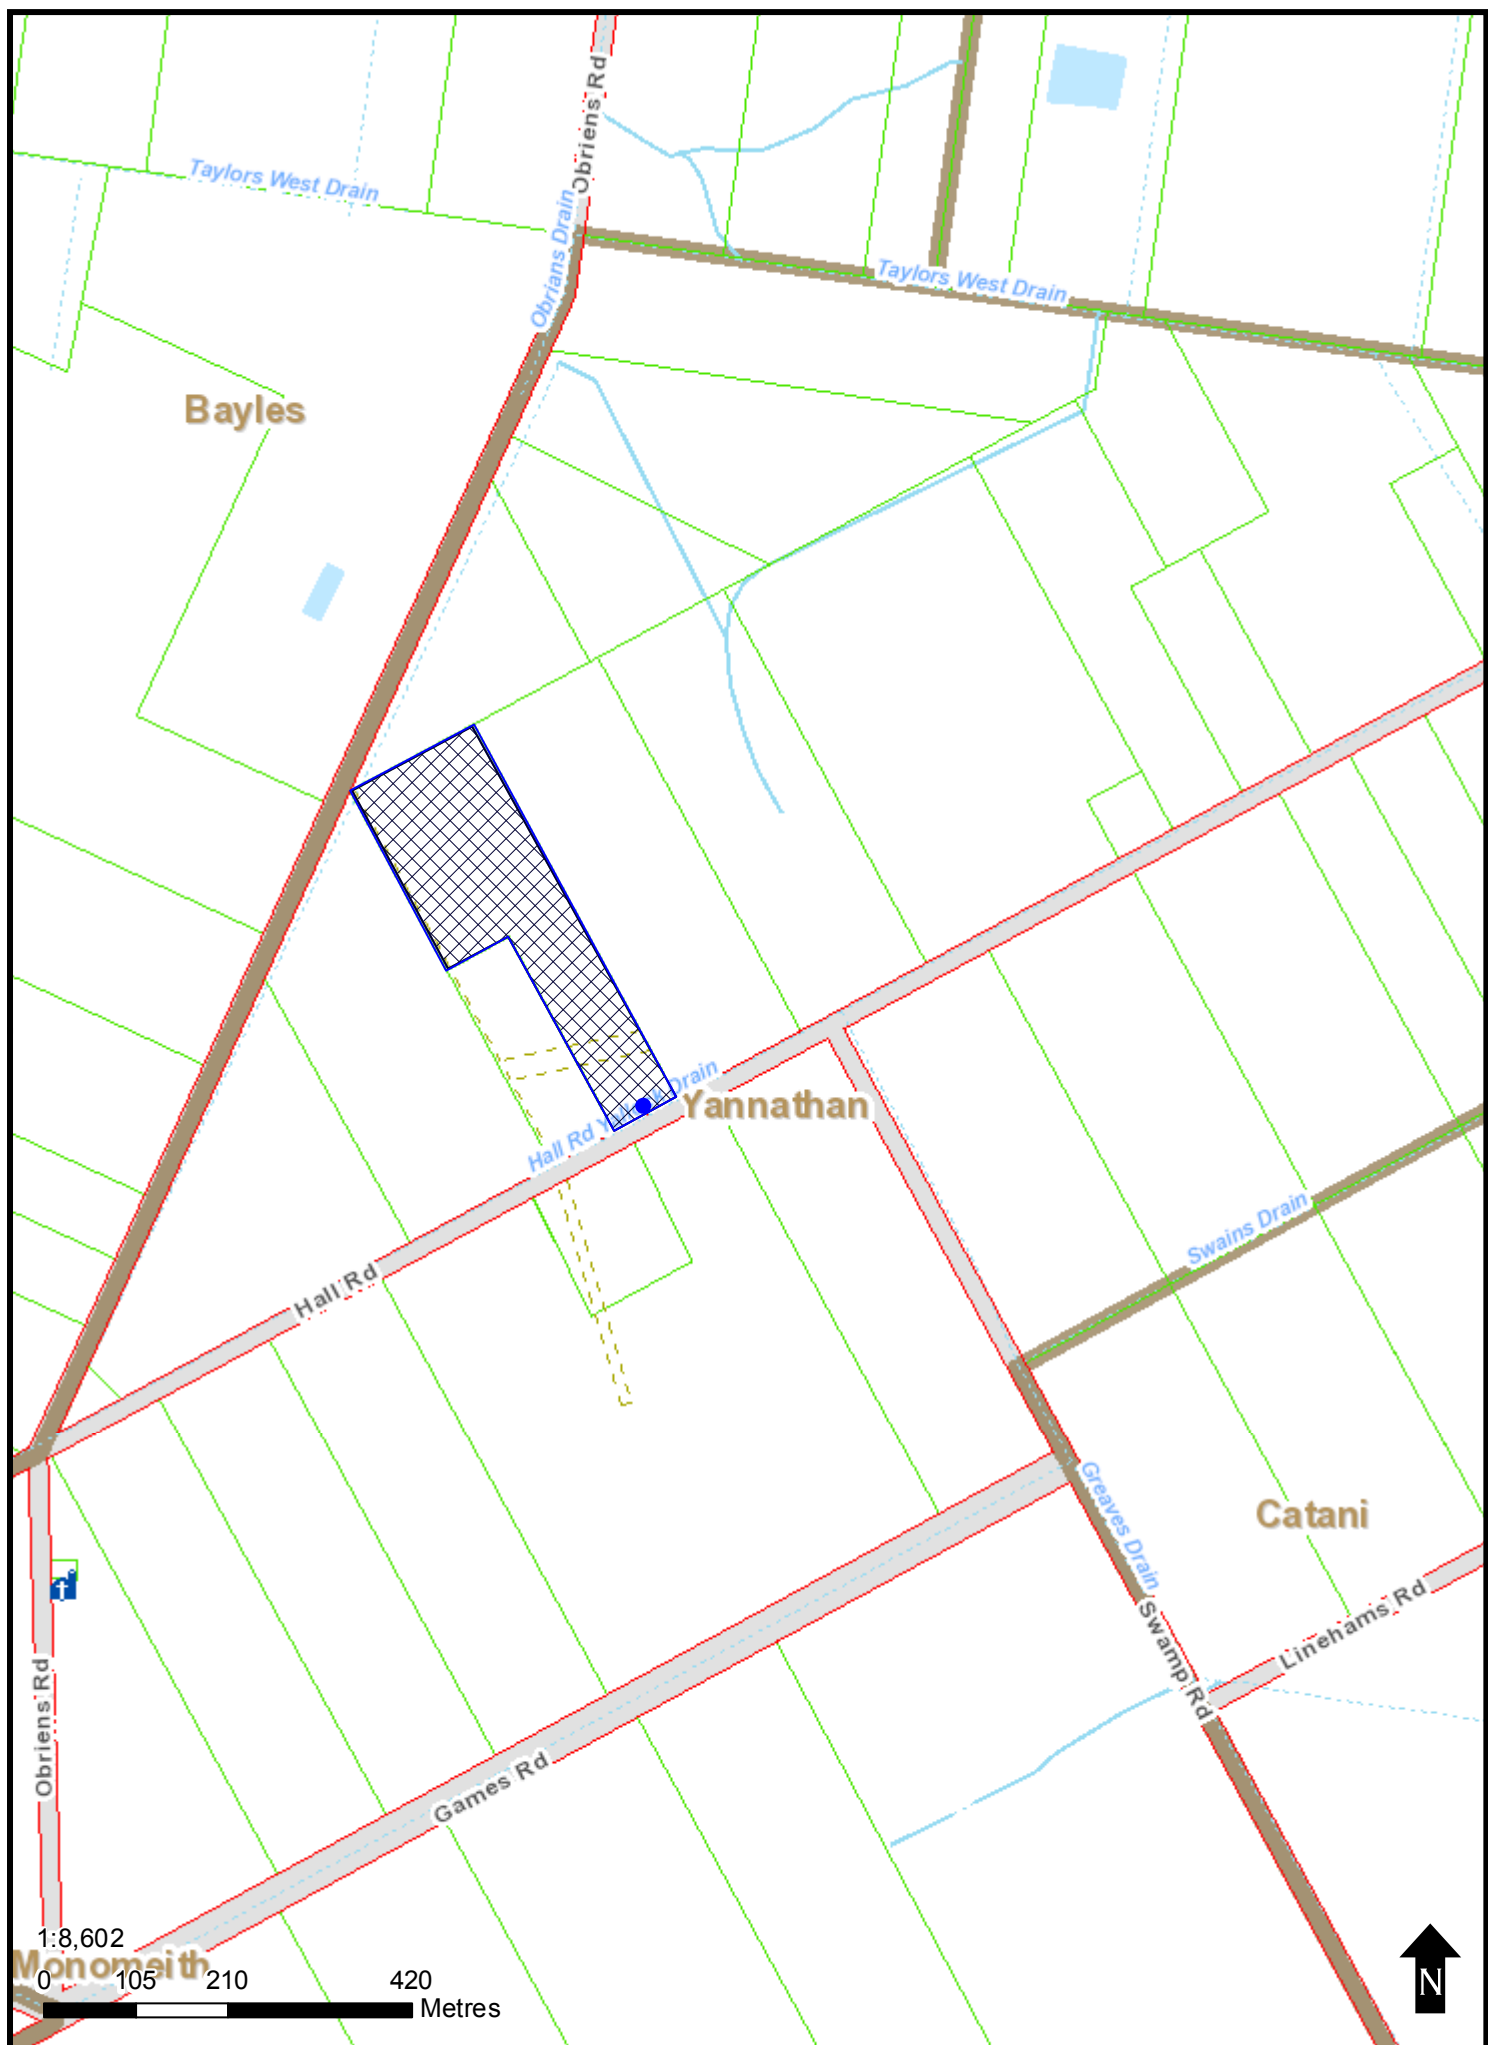 Obriens Rd
Taylors West Drain
Obrians Drain
Taylors West Drain
Bayles
Hall Rd Drain
Yannathan
Swains Drain
Hall Rd
Greaves Drain
Catani
Swamp Rd
Linehams Rd
Obriens Rd
Games Rd
1:8,602
Monomeith
0 105 210 420
Metres
N